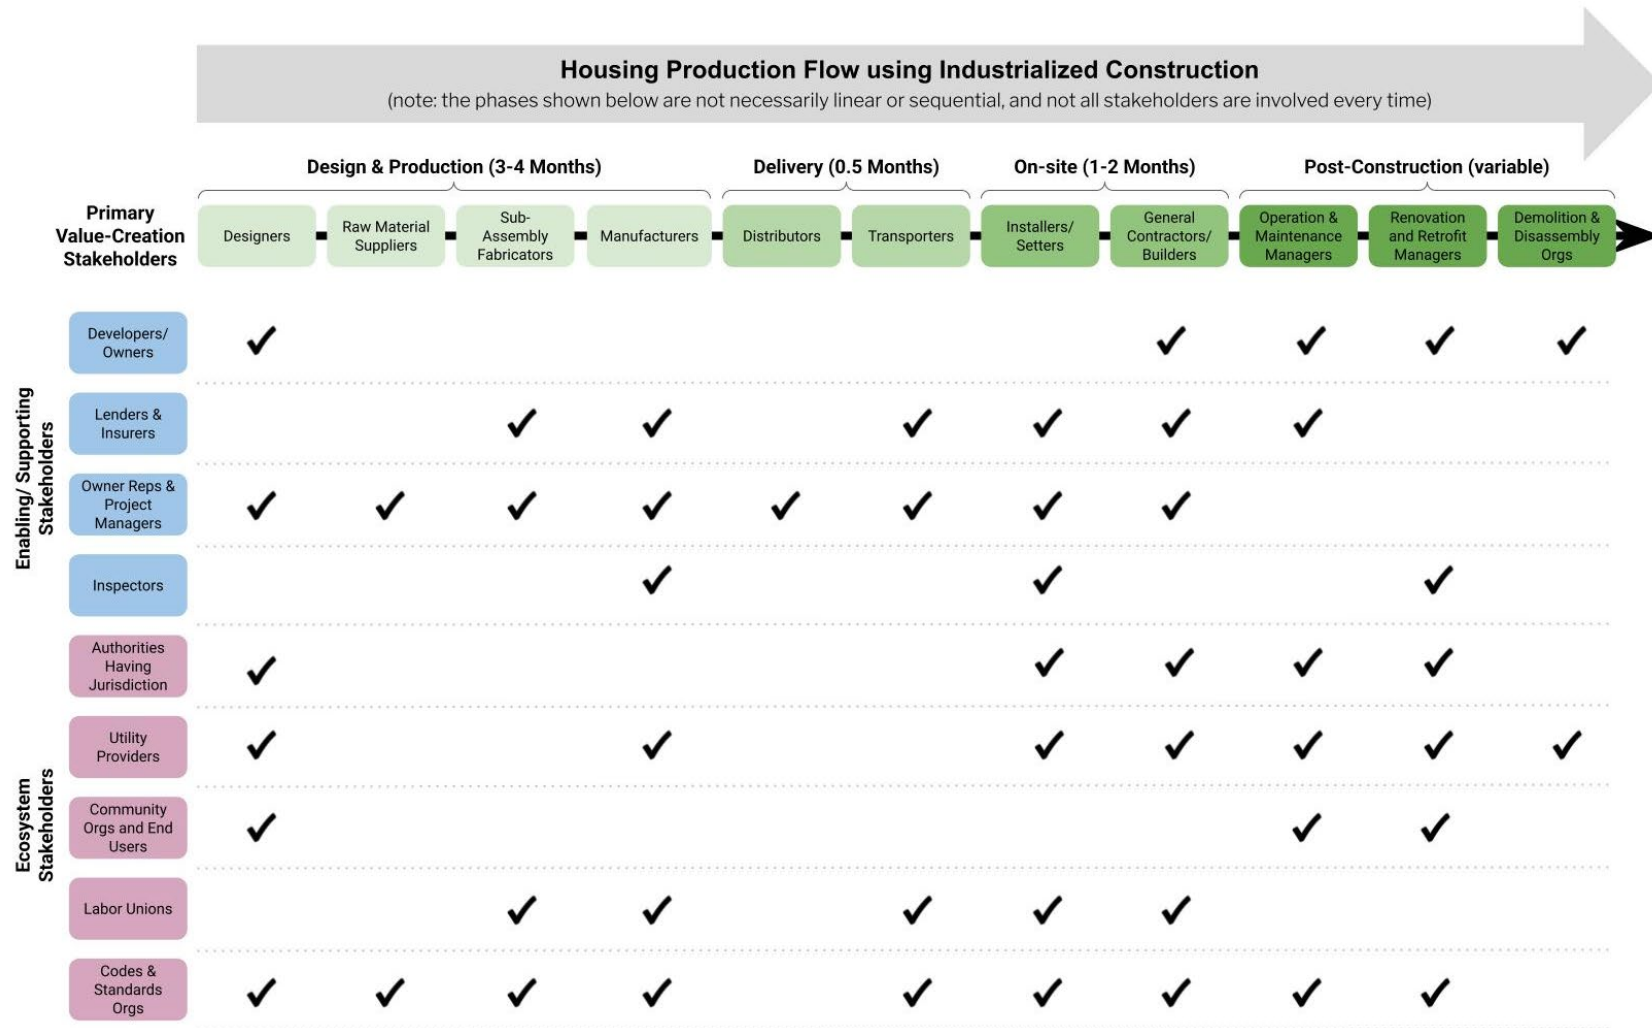 Housing Production Flow using Industrialized Construction
(note: the phases shown below are not necessarily linear or sequential, and not all stakeholders are involved every time)
Design & Production (3-4 Months)
Delivery (0.5 Months)
On-site (1-2 Months)
Post-Construction (variable)
Primary
Value-Creation
Stakeholders
Designers
Raw Material
Suppliers
Sub-
Assembly
Fabricators
Manufacturers
Distributors
Transporters
Installers/
Setters
General
Contractors/
Builders
Operation &
Maintenance
Managers
Renovation
and Retrofit
Managers
Demolition &
Disassembly
Orgs
Enabling/ Supporting
Stakeholders
Developers/
Owners
Lenders &
Insurers
Owner Reps &
Project
Managers
Inspectors
Ecosystem
Stakeholders
Authorities
Having
Jurisdiction
Utility
Providers
Community
Orgs and End
Users
Labor Unions
Codes &
Standards
Orgs